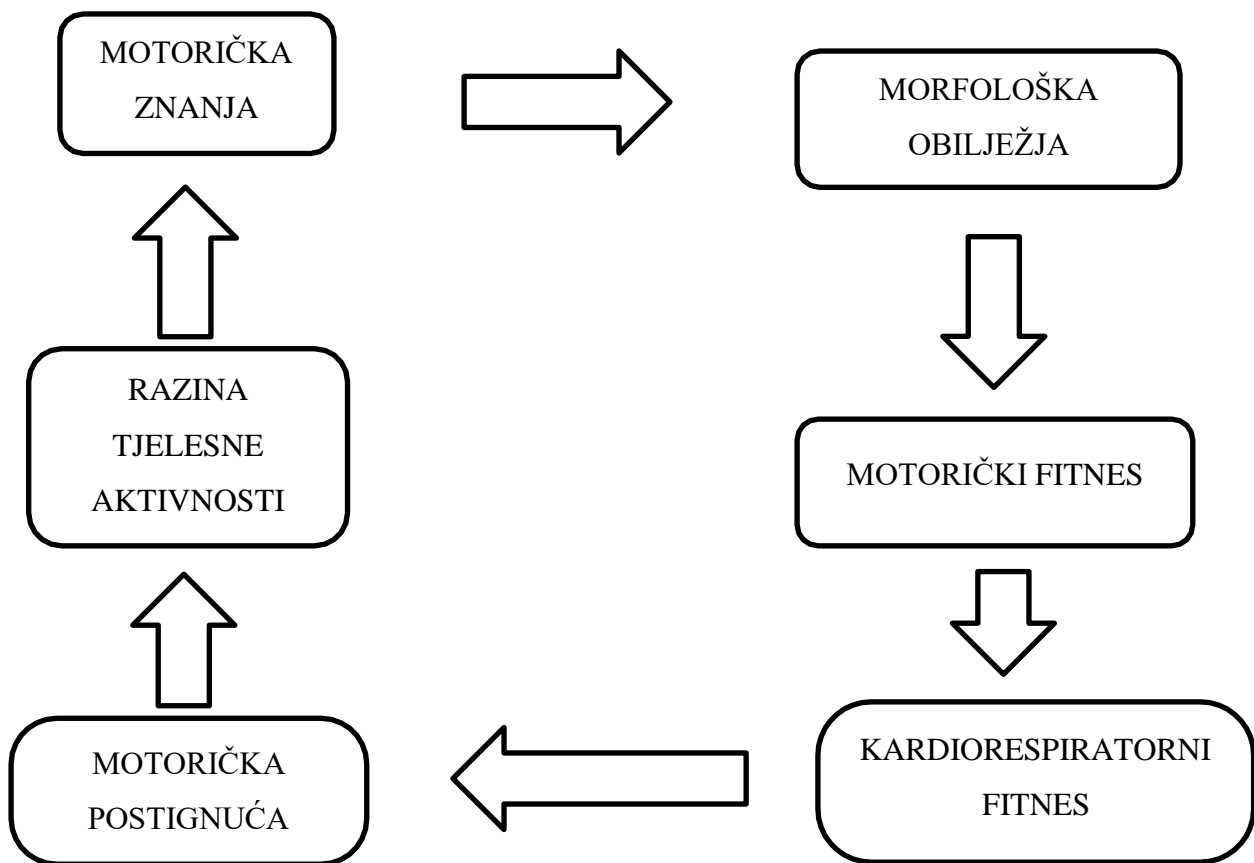 MOTORIČKA
ZNANJA
MORFOLOŠKA
OBILJEŽJA
RAZINA
TJELESNE
AKTIVNOSTI
MOTORIČKI FITNES
MOTORIČKA
POSTIGNUĆA
KARDIORESPIRATORNI
FITNES